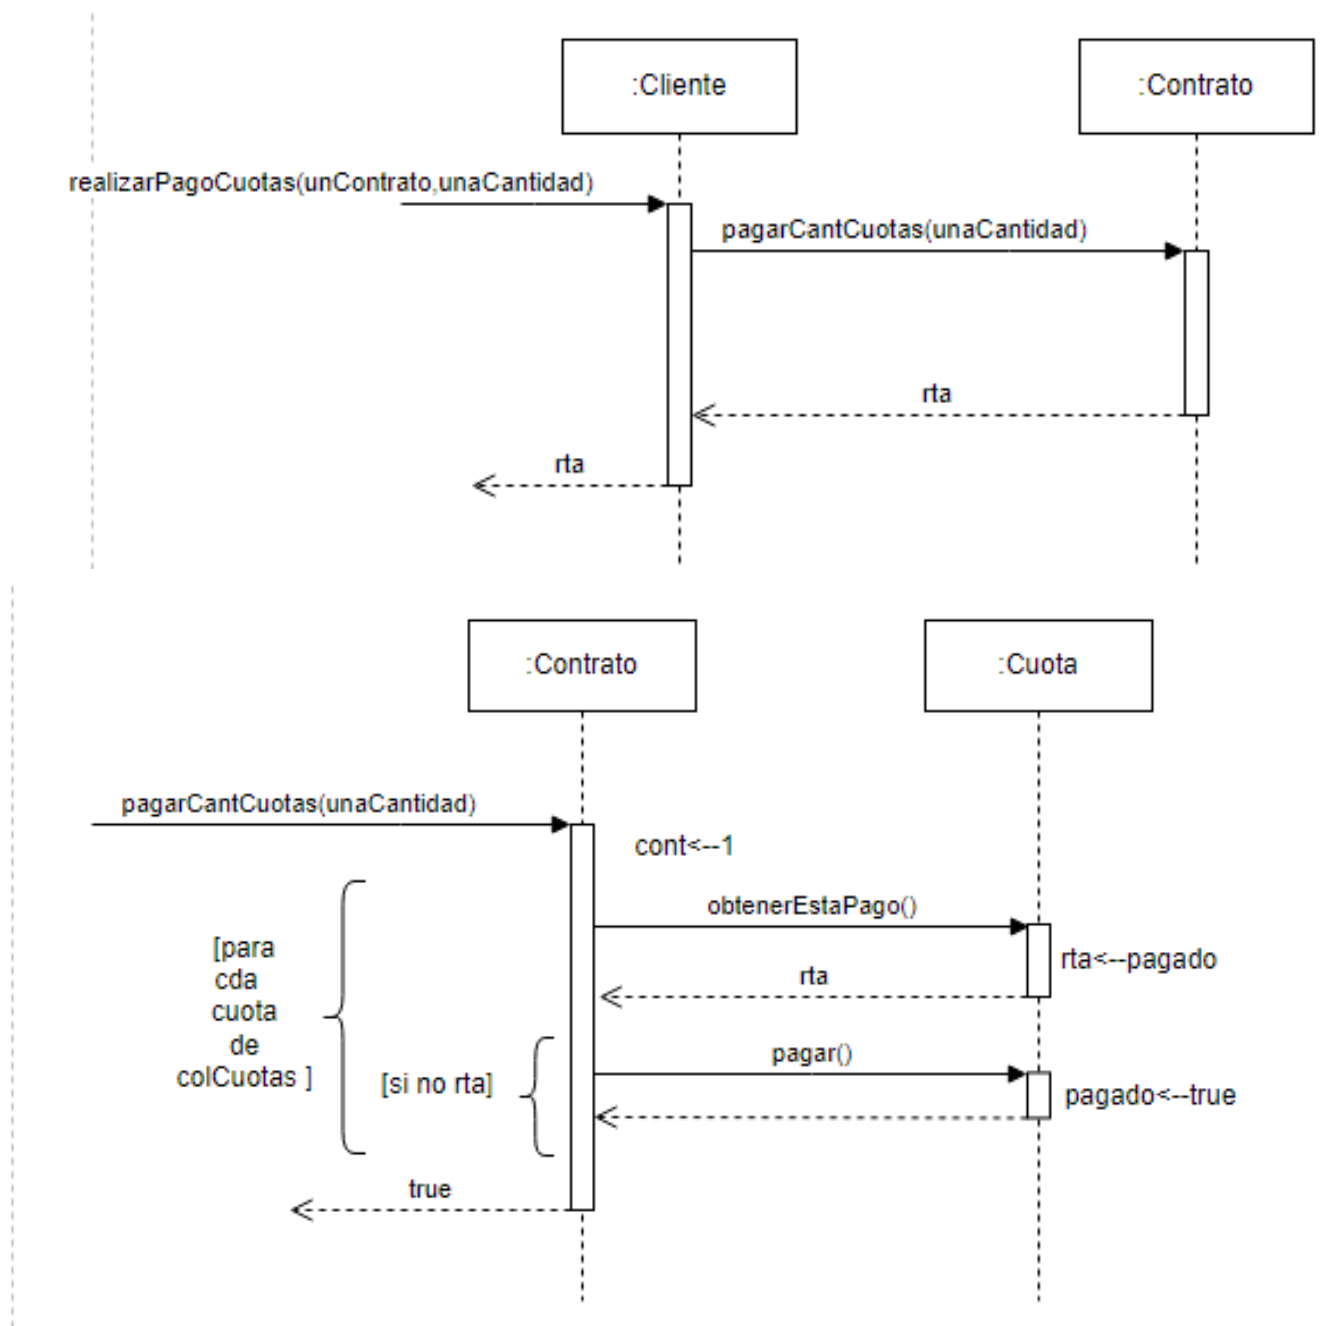 :Cliente
:Contrato
realizarPagoCuotas(unContrato,unaCantidad)
pagarCantCuotas(unaCantidad)
rta
rta
:Contrato
:Cuota
pagarCantCuotas(unaCantidad)
cont<--1
obtenerEstaPago()
[para
cda
cuota
de
colCuotas ]
rta<--pagado
rta
pagar()
[si no rta]
pagado<--true
true